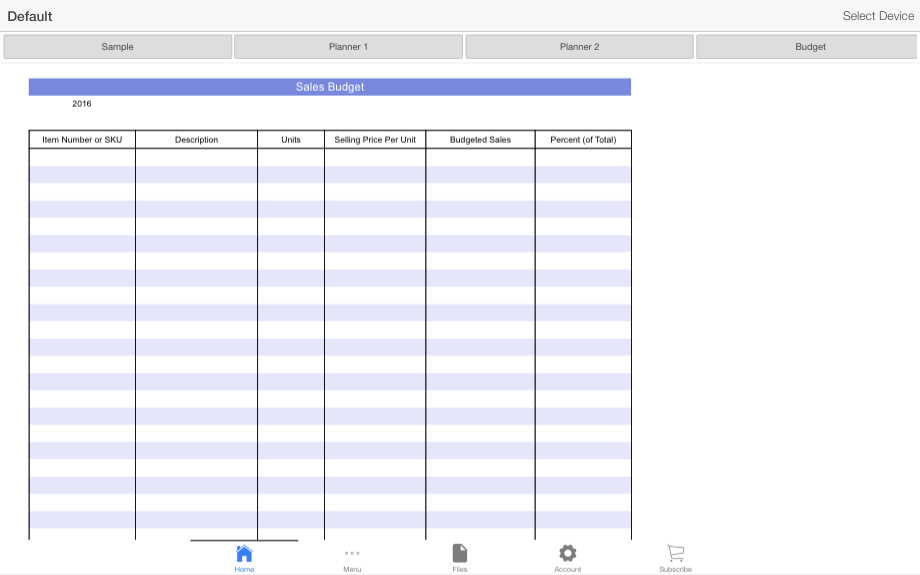 Default Select Device
Sample Planner 1 Planner 2 Budget
Sales Budget
2016
Item Number or SKU Description Units Selling Price Per Unit Budgeted Sales Percent (of Total)
Home Menu Files Account Subscribe